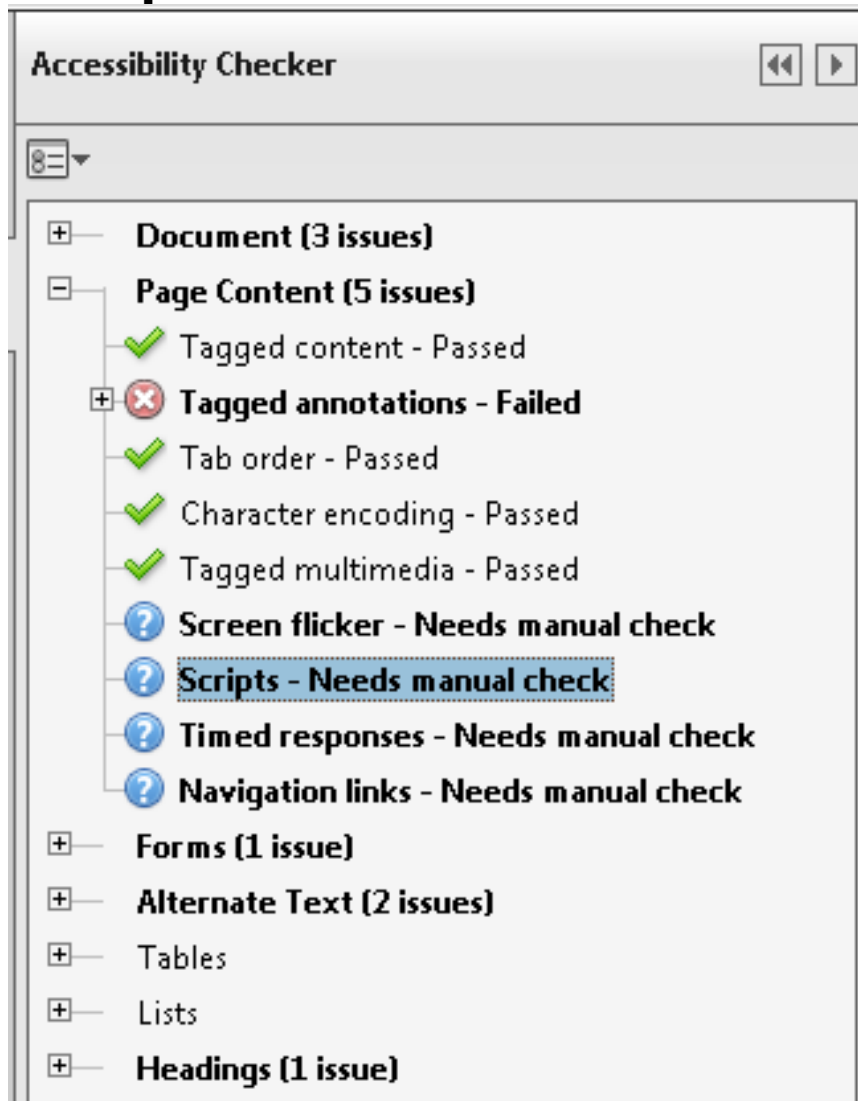 Accessibility Checker
Document (3 issues)
Page Content (5 issues)
Tagged content - Passed
Tagged annotations - Failed
Tab order - Passed
Character encoding - Passed
Tagged multimedia - Passed
Screen flicker - Needs manual check
Scripts - Needs manual check
Timed responses - Needs manual check
Navigation links - Needs manual check
Forms (1 issue)
Alternate Text (2 issues)
Tables
Lists
Headings (1 issue)